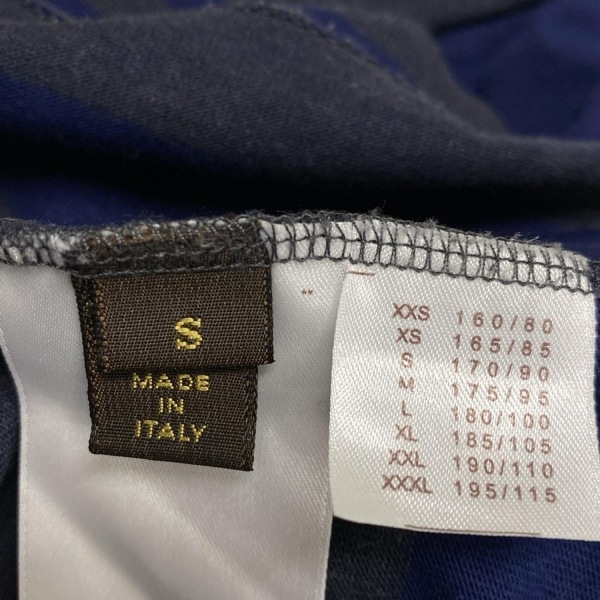 S
MADE
IN
ITALY
XXS 160/80
XS 165/85
S 170/90
M 175/95
L 180/100
XL 185/105
XXL 190/110
XXXL 195/115